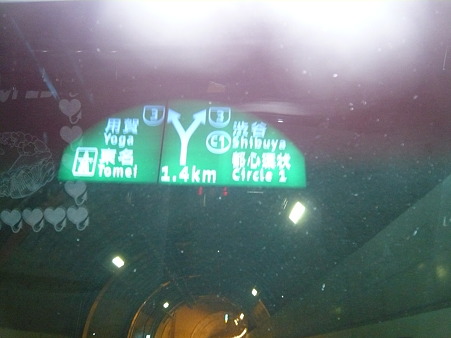 3
用賀
Yoga
東名
Tomei
1.4km
3
渋谷
Shibuya
C1
都心環状
Circle 1